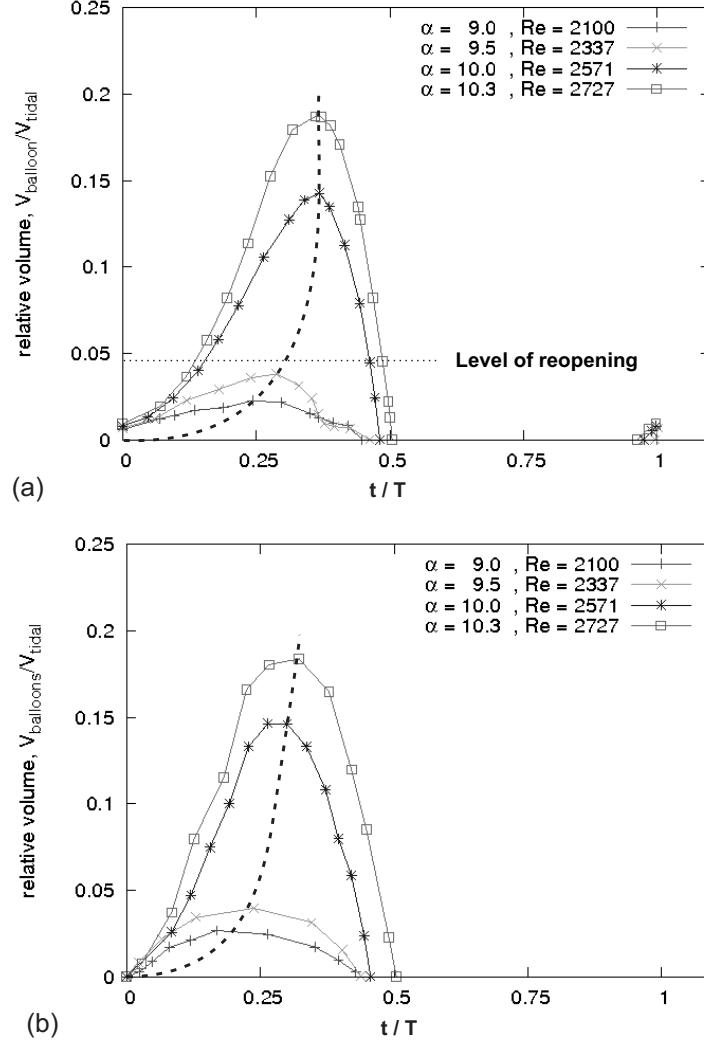 0.25
α = 9.0 , Re = 2100
α = 9.5 , Re = 2337
α = 10.0 , Re = 2571
α = 10.3 , Re = 2727
0.2
relative volume, V_balloon/V_tidal
0.15
0.1
0.05
Level of reopening
0
0 0.25 0.5 0.75 1
(a)
t / T
0.25
α = 9.0 , Re = 2100
α = 9.5 , Re = 2337
α = 10.0 , Re = 2571
α = 10.3 , Re = 2727
0.2
relative volume, V_balloons/V_tidal
0.15
0.1
0.05
0
0 0.25 0.5 0.75 1
(b)
t / T